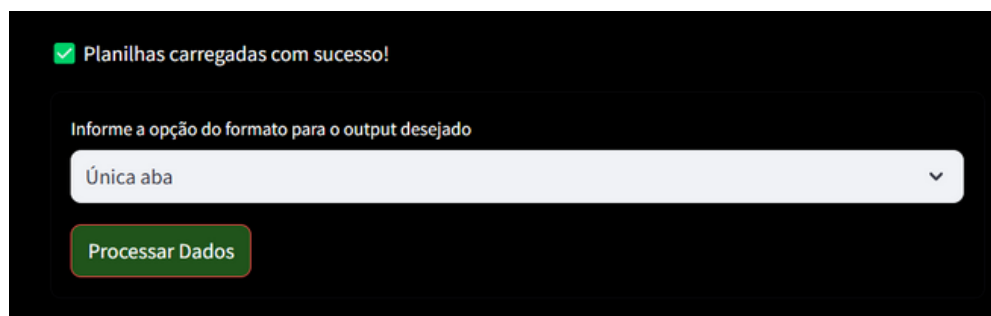 ✅ Planilhas carregadas com sucesso!
Informe a opção do formato para o output desejado
Única aba
Processar Dados